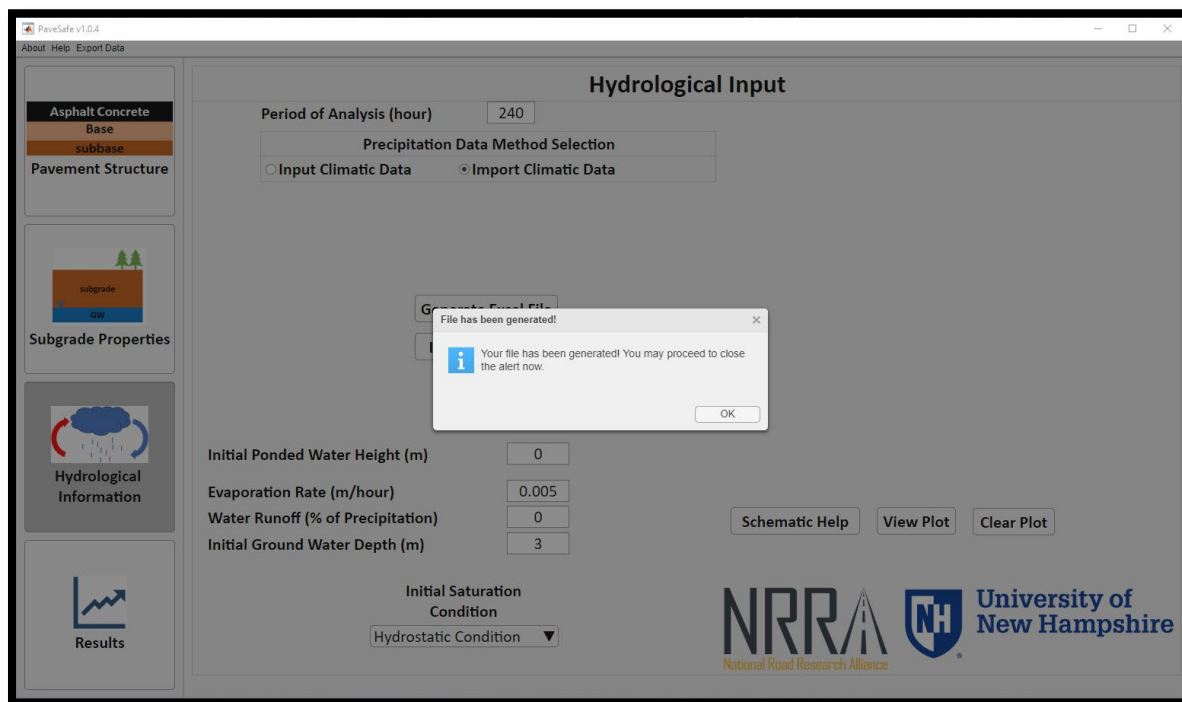 PaveSafe v1.0.4
About Help Export Data
Asphalt Concrete
Base
subbase
Pavement Structure
subgrade
GW
Subgrade Properties
Hydrological
Information
Results
Hydrological Input
Period of Analysis (hour) 240
Precipitation Data Method Selection
Input Climatic Data Import Climatic Data
File has been generated!
Your file has been generated! You may proceed to close
the alert now.
OK
Initial Ponded Water Height (m) 0
Evaporation Rate (m/hour) 0.005
Water Runoff (% of Precipitation) 0
Initial Ground Water Depth (m) 3
Schematic Help View Plot Clear Plot
Initial Saturation
Condition
Hydrostatic Condition
NRRA
National Road Research Alliance
NH
University of
New Hampshire